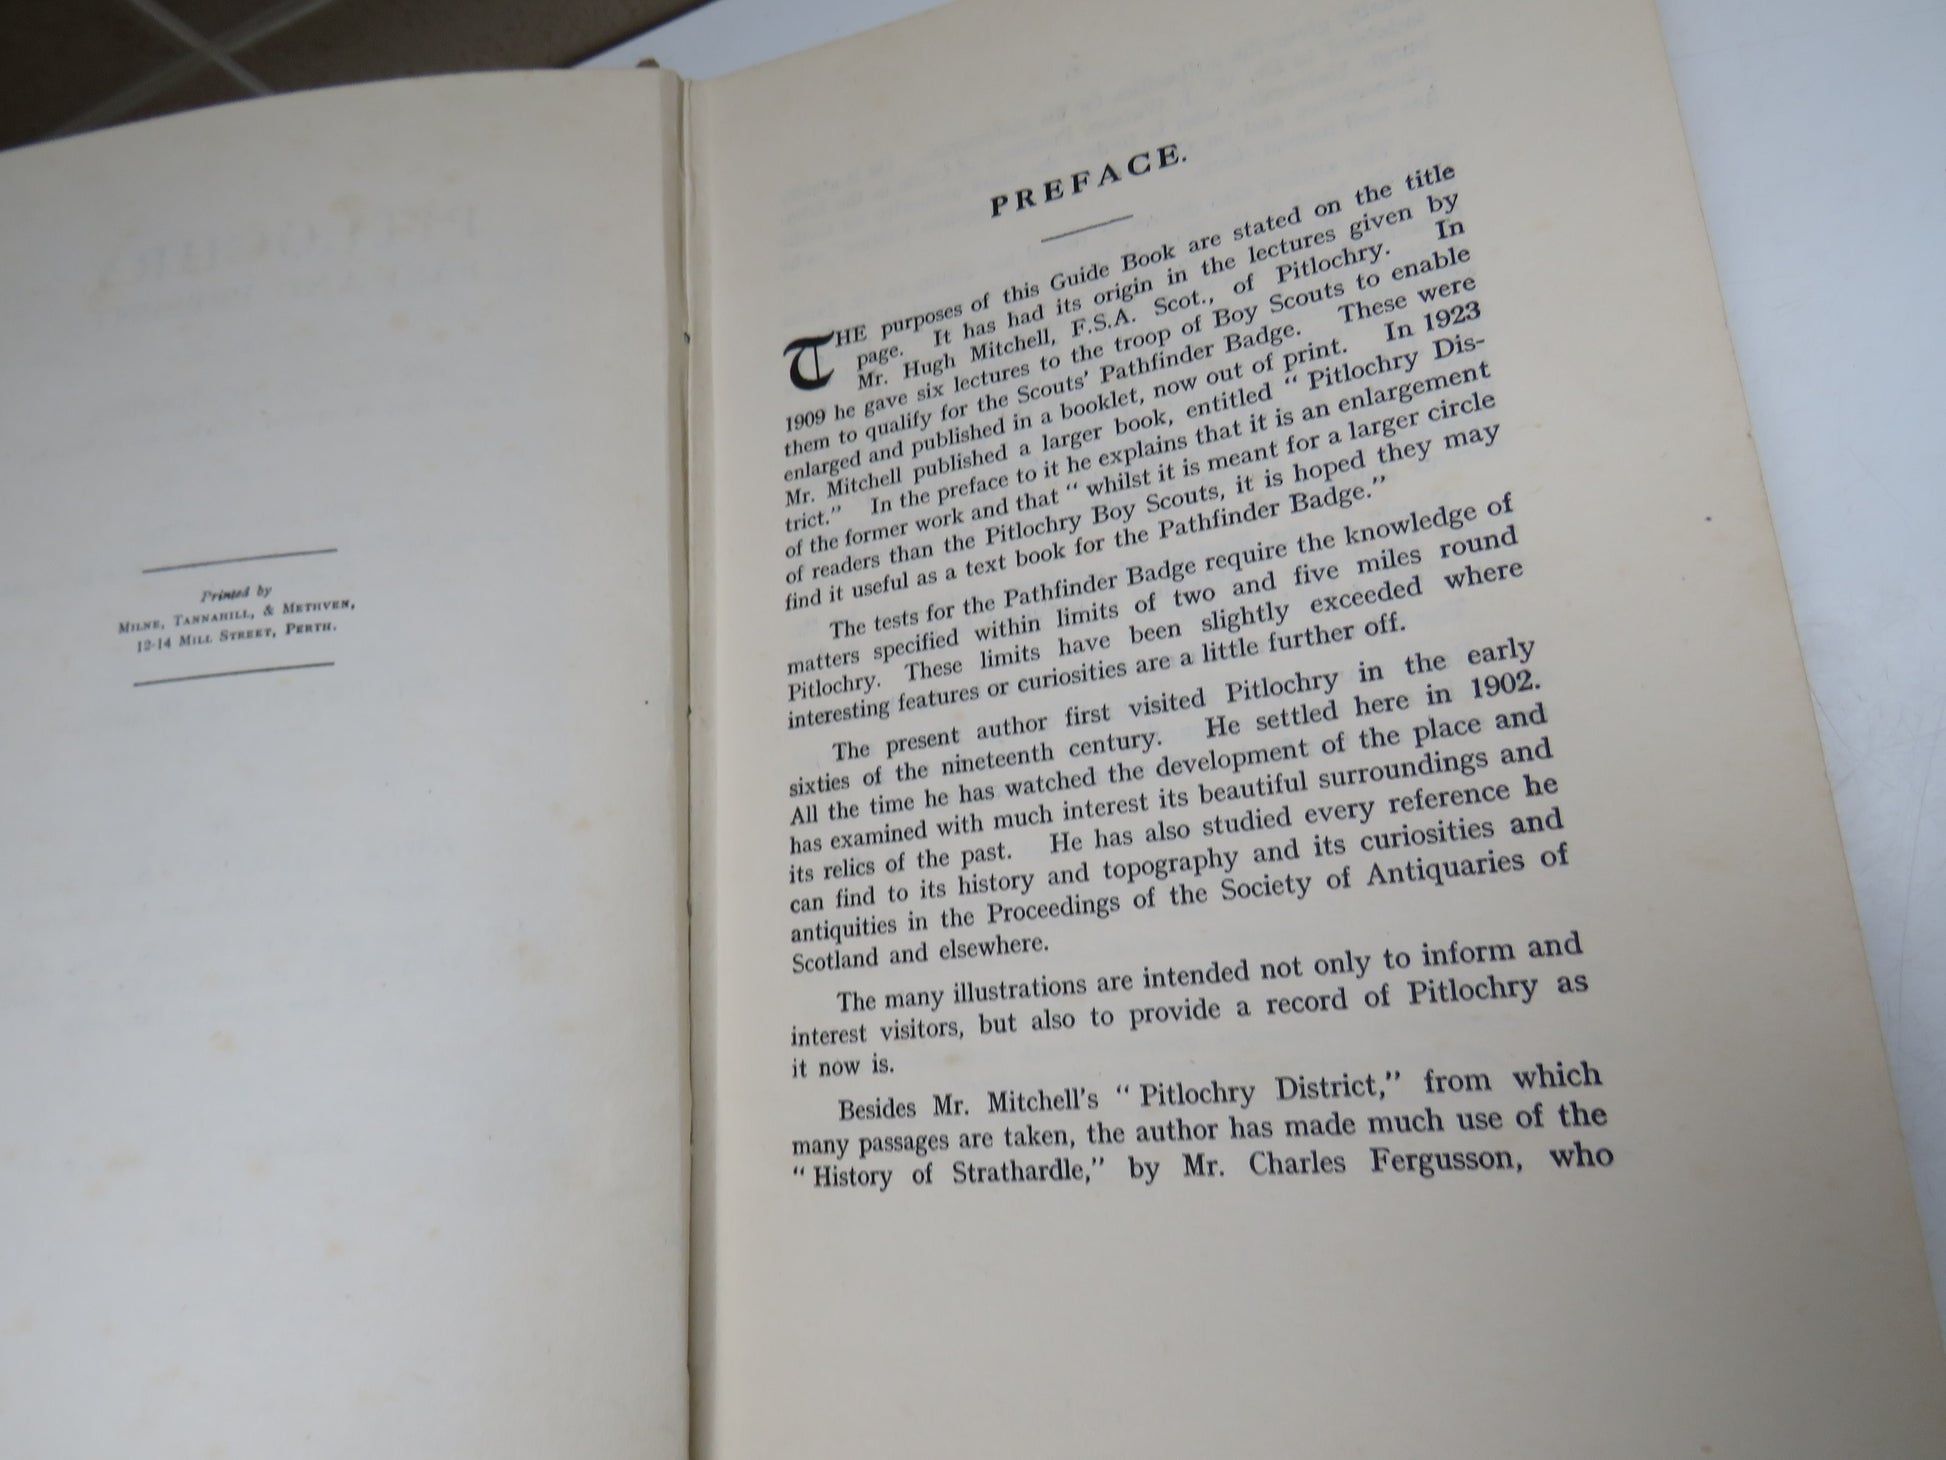 Printed by
MILNE, TANNAHILL, & METHVEN,
12-14 MILL STREET, PERTH.
PREFACE.
THE purposes of this Guide Book are stated on the title
page. It has had its origin in the lectures given by
Mr. Hugh Mitchell, F.S.A. Scot., of Pitlochry. In
1909 he gave six lectures to the troop of Boy Scouts to enable
them to qualify for the Scouts' Pathfinder Badge. These were
enlarged and published in a booklet, now out of print. In 1923
Mr. Mitchell published a larger book, entitled “ Pitlochry Dis-
trict.” In the preface to it he explains that it is an enlargement
of the former work and that “ whilst it is meant for a larger circle
of readers than the Pitlochry Boy Scouts, it is hoped they may
find it useful as a text book for the Pathfinder Badge.”
The tests for the Pathfinder Badge require the knowledge of
matters specified within limits of two and five miles round
Pitlochry. These limits have been slightly exceeded where
interesting features or curiosities are a little further off.
The present author first visited Pitlochry in the early
sixties of the nineteenth century. He settled here in 1902.
All the time he has watched the development of the place and
has examined with much interest its beautiful surroundings and
its relics of the past. He has also studied every reference he
can find to its history and topography and its curiosities and
antiquities in the Proceedings of the Society of Antiquaries of
Scotland and elsewhere.
The many illustrations are intended not only to inform and
interest visitors, but also to provide a record of Pitlochry as
it now is.
Besides Mr. Mitchell's “ Pitlochry District,” from which
many passages are taken, the author has made much use of the
“ History of Strathardle,” by Mr. Charles Fergusson, who